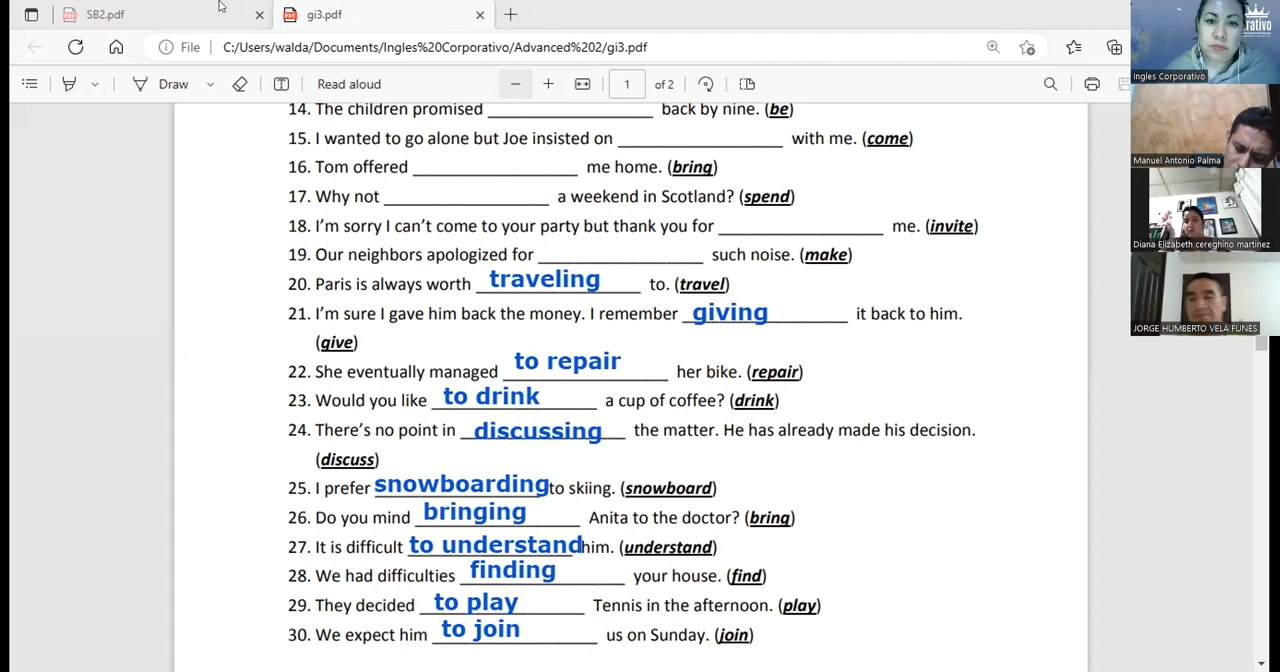 SB2.pdf
gi3.pdf
File C:/Users/walda/Documents/Ingles%20Corporativo/Advanced%202/gi3.pdf
Draw Read aloud 1 of 2
14. The children promised ____________________ back by nine. (be)
15. I wanted to go alone but Joe insisted on ____________________ with me. (come)
16. Tom offered ____________________ me home. (bring)
17. Why not ____________________ a weekend in Scotland? (spend)
18. I'm sorry I can't come to your party but thank you for ____________________ me. (invite)
19. Our neighbors apologized for ____________________ such noise. (make)
20. Paris is always worth traveling to. (travel)
21. I'm sure I gave him back the money. I remember giving it back to him.
(give)
22. She eventually managed to repair her bike. (repair)
23. Would you like to drink a cup of coffee? (drink)
24. There's no point in discussing the matter. He has already made his decision.
(discuss)
25. I prefer snowboarding to skiing. (snowboard)
26. Do you mind bringing Anita to the doctor? (bring)
27. It is difficult to understand him. (understand)
28. We had difficulties finding your house. (find)
29. They decided to play Tennis in the afternoon. (play)
30. We expect him to join us on Sunday. (join)
rativo
Ingles Corporativo
Manuel Antonio Palma
Diana Elizabeth cereghino martinez
JORGE HUMBERTO VELA FUNES